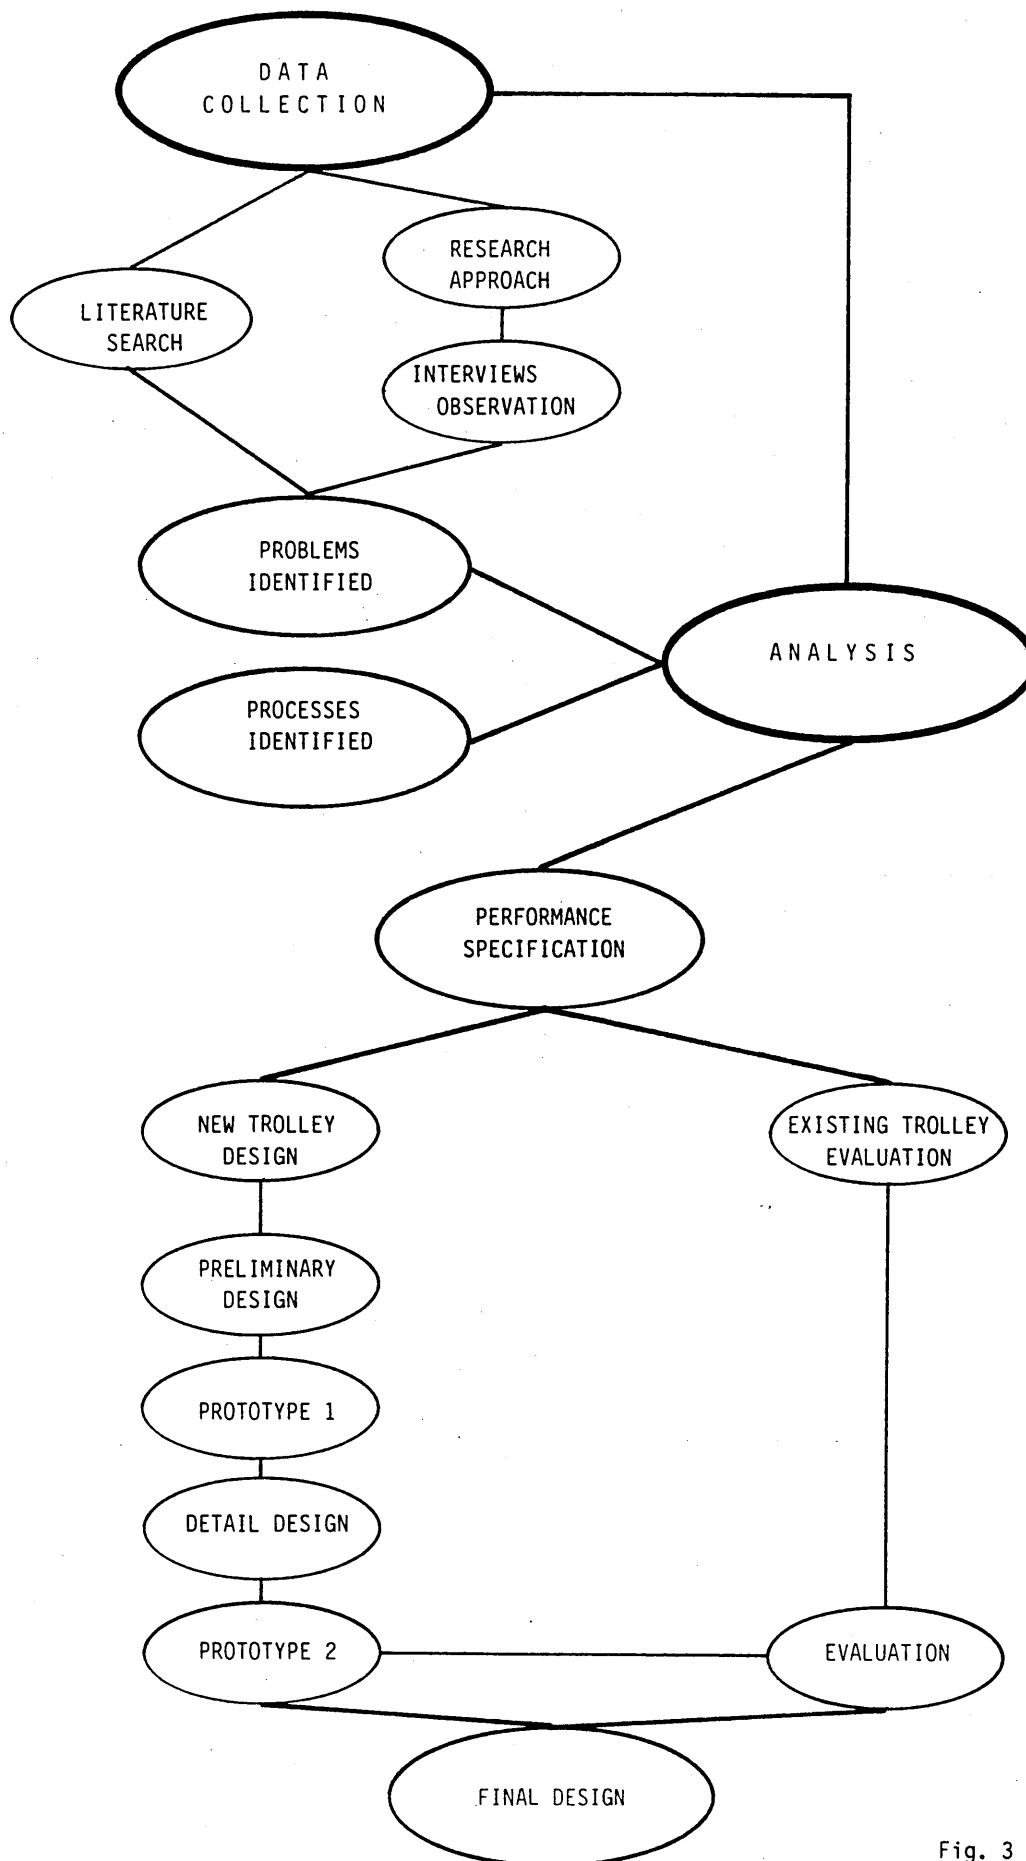 DATA
COLLECTION
RESEARCH
APPROACH
LITERATURE
SEARCH
INTERVIEWS
OBSERVATION
PROBLEMS
IDENTIFIED
ANALYSIS
PROCESSES
IDENTIFIED
PERFORMANCE
SPECIFICATION
NEW TROLLEY
DESIGN
EXISTING TROLLEY
EVALUATION
PRELIMINARY
DESIGN
PROTOTYPE 1
DETAIL DESIGN
PROTOTYPE 2
EVALUATION
FINAL DESIGN
Fig. 3